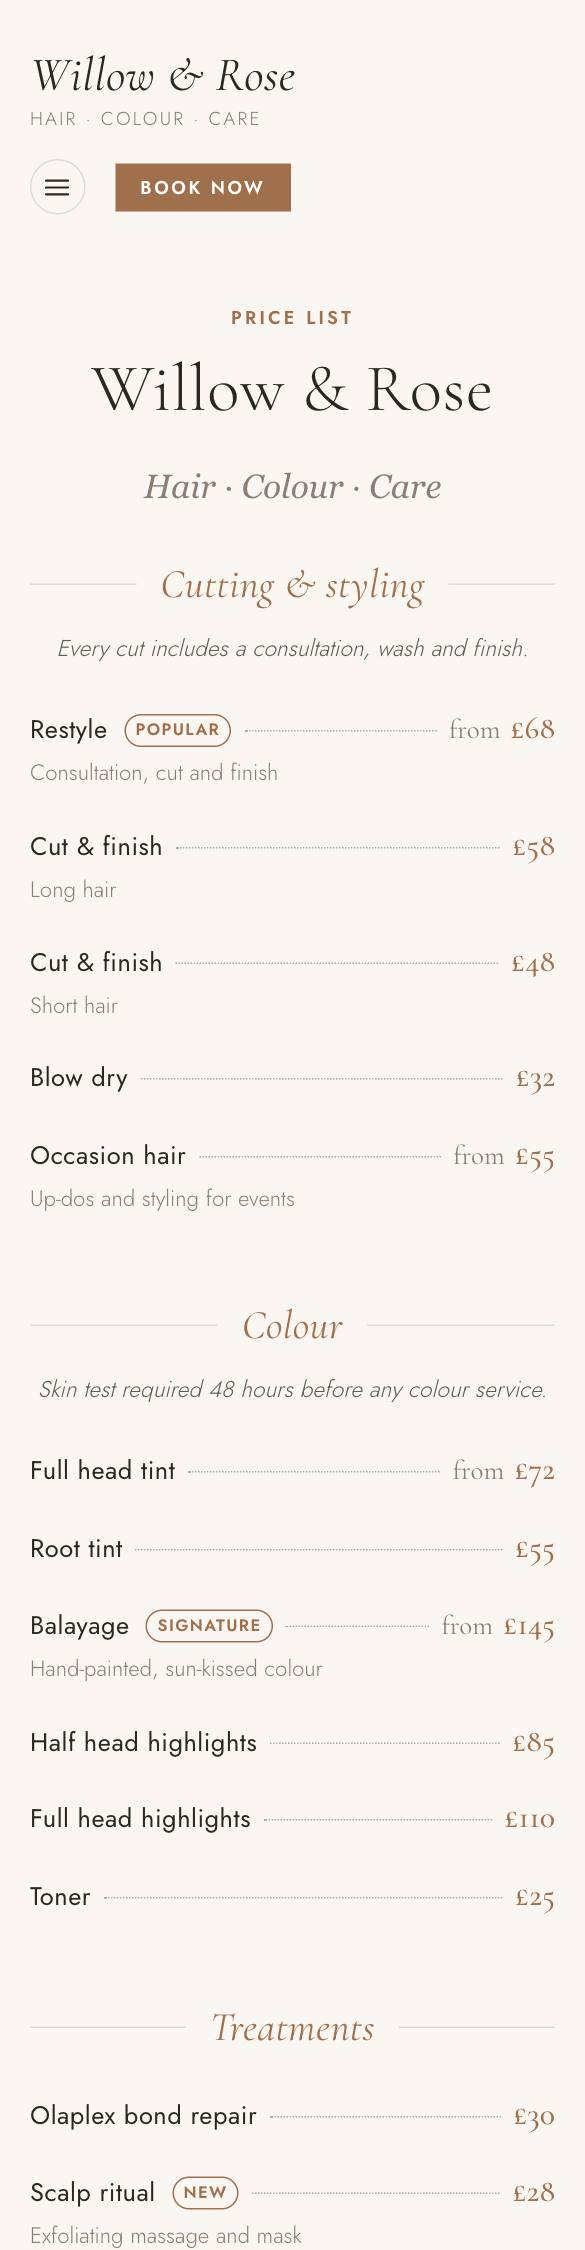 Willow & Rose
HAIR · COLOUR · CARE
BOOK NOW
PRICE LIST
Willow & Rose
Hair · Colour · Care
Cutting & styling
Every cut includes a consultation, wash and finish.
Restyle POPULAR from £68
Consultation, cut and finish
Cut & finish £58
Long hair
Cut & finish £48
Short hair
Blow dry £32
Occasion hair from £55
Up-dos and styling for events
Colour
Skin test required 48 hours before any colour service.
Full head tint from £72
Root tint £55
Balayage SIGNATURE from £145
Hand-painted, sun-kissed colour
Half head highlights £85
Full head highlights £110
Toner £25
Treatments
Olaplex bond repair £30
Scalp ritual NEW £28
Exfoliating massage and mask